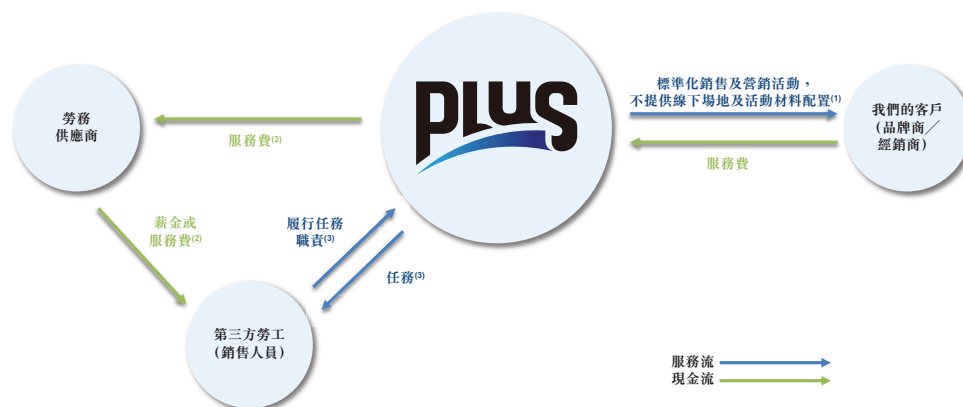 PLUS
標準化銷售及營銷活動，
不提供線下場地及活動材料配置(1)
我們的客戶
(品牌商／
經銷商)
服務費
勞務
供應商
服務費(2)
薪金或
服務費(2)
履行任務
職責(3)
任務(3)
第三方勞工
(銷售人員)
服務流
現金流